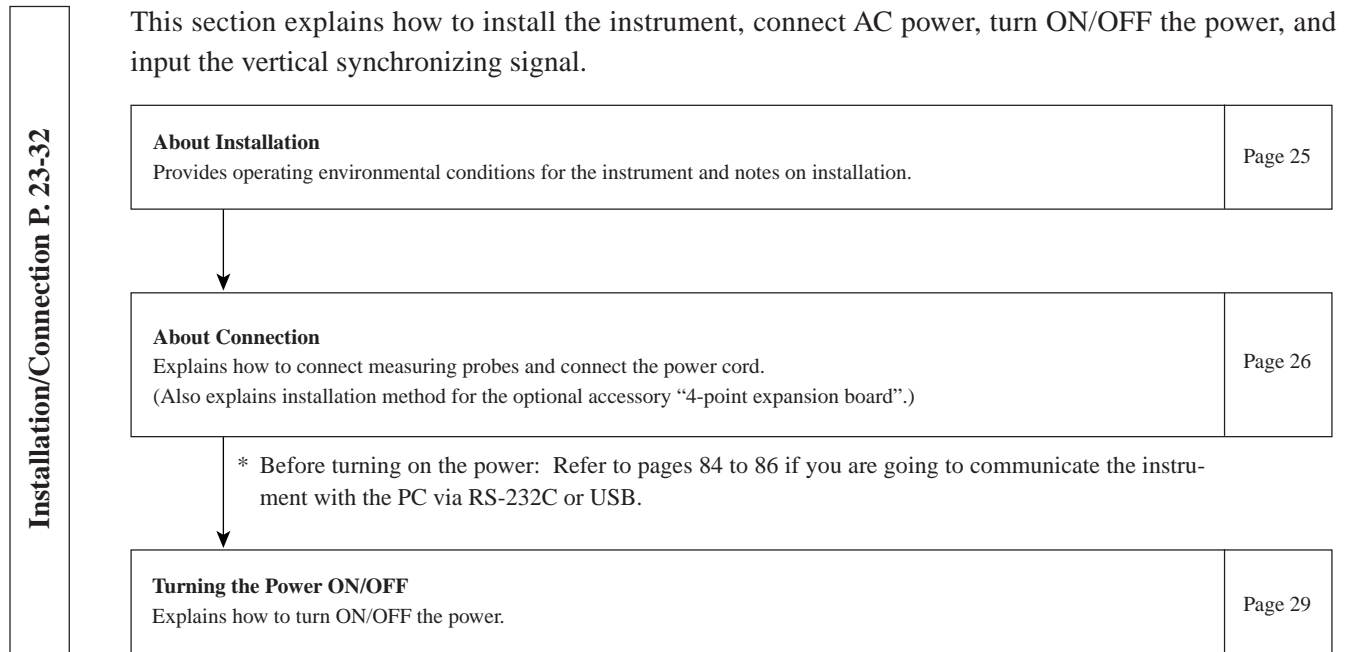 This section explains how to install the instrument, connect AC power, turn ON/OFF the power, and
input the vertical synchronizing signal.
Installation/Connection P. 23-32
About Installation
Provides operating environmental conditions for the instrument and notes on installation.
Page 25
About Connection
Explains how to connect measuring probes and connect the power cord.
(Also explains installation method for the optional accessory “4-point expansion board”.)
Page 26
* Before turning on the power: Refer to pages 84 to 86 if you are going to communicate the instru-
ment with the PC via RS-232C or USB.
Turning the Power ON/OFF
Explains how to turn ON/OFF the power.
Page 29